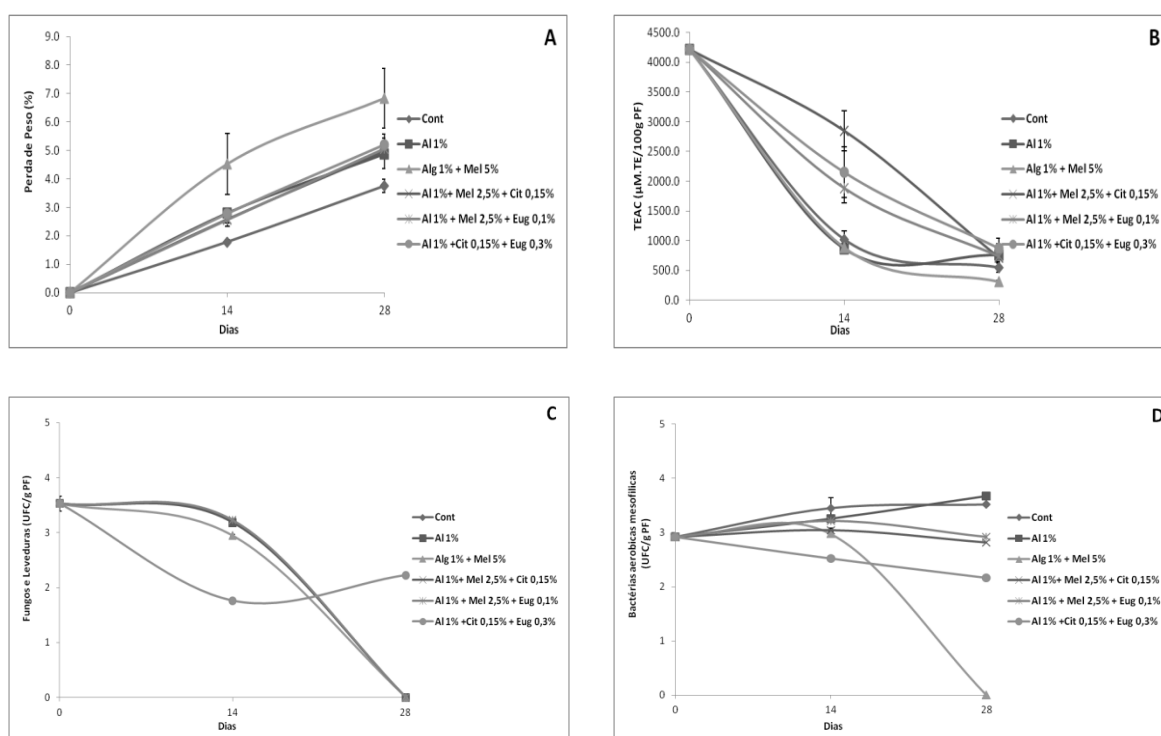 A
Perda de Peso (%)
9.0
8.0
7.0
6.0
5.0
4.0
3.0
2.0
1.0
0.0
0
14
28
Dias
Cont
Al 1%
Alg 1% + Mel 5%
Al 1%+ Mel 2,5% + Cit 0,15%
Al 1% + Mel 2,5% + Eug 0,1%
Al 1% +Cit 0,15% + Eug 0,3%
B
TEAC (µM.TE/100g PF)
4500.0
4000.0
3500.0
3000.0
2500.0
2000.0
1500.0
1000.0
500.0
0.0
0
14
28
Dias
Cont
Al 1%
Alg 1% + Mel 5%
Al 1%+ Mel 2,5% + Cit 0,15%
Al 1% + Mel 2,5% + Eug 0,1%
Al 1% +Cit 0,15% + Eug 0,3%
C
Fungos e Leveduras (UFC/g PF)
5
4
3
2
1
0
0
14
28
Dias
Cont
Al 1%
Alg 1% + Mel 5%
Al 1%+ Mel 2,5% + Cit 0,15%
Al 1% + Mel 2,5% + Eug 0,1%
Al 1% +Cit 0,15% + Eug 0,3%
D
Bactérias aerobicas mesofílicas
(UFC/g PF)
5
4
3
2
1
0
0
14
28
Dias
Cont
Al 1%
Alg 1% + Mel 5%
Al 1%+ Mel 2,5% + Cit 0,15%
Al 1% + Mel 2,5% + Eug 0,1%
Al 1% +Cit 0,15% + Eug 0,3%